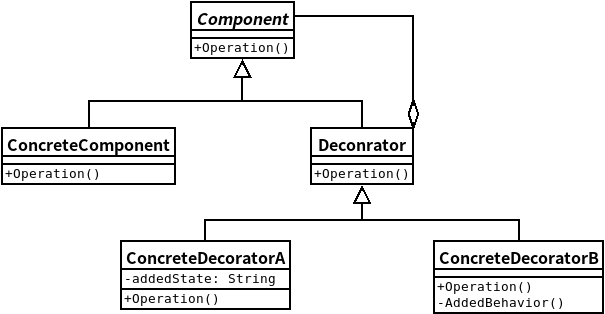 Component
+Operation()
ConcreteComponent
+Operation()
Deconrator
+Operation()
ConcreteDecoratorA
-addedState: String
+Operation()
ConcreteDecoratorB
+Operation()
-AddedBehavior()